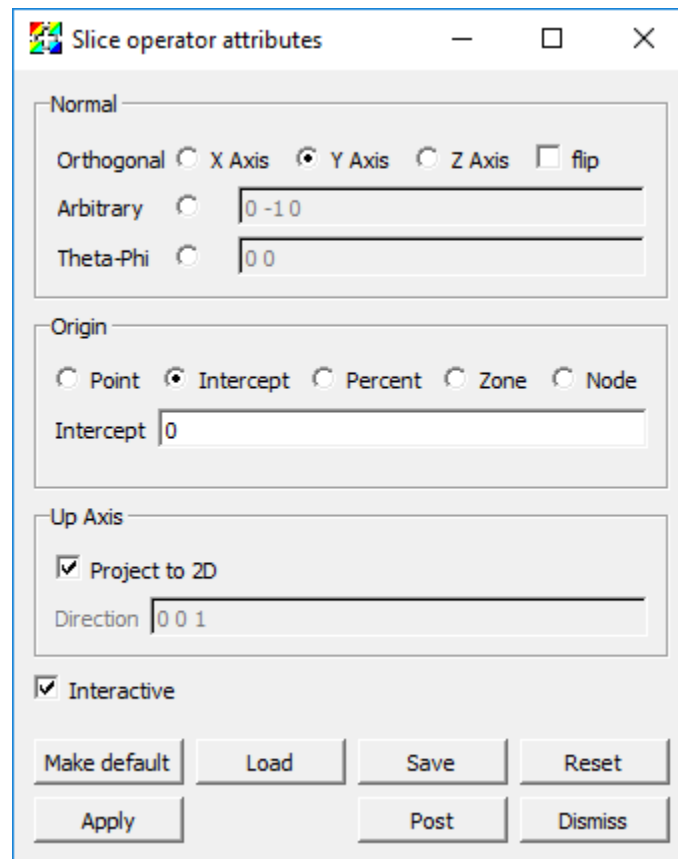 Slice operator attributes
Normal
Orthogonal X Axis Y Axis Z Axis flip
Arbitrary 0 -1 0
Theta-Phi 0 0
Origin
Point Intercept Percent Zone Node
Intercept 0
Up Axis
Project to 2D
Direction 0 0 1
Interactive
Make default Load Save Reset
Apply Post Dismiss